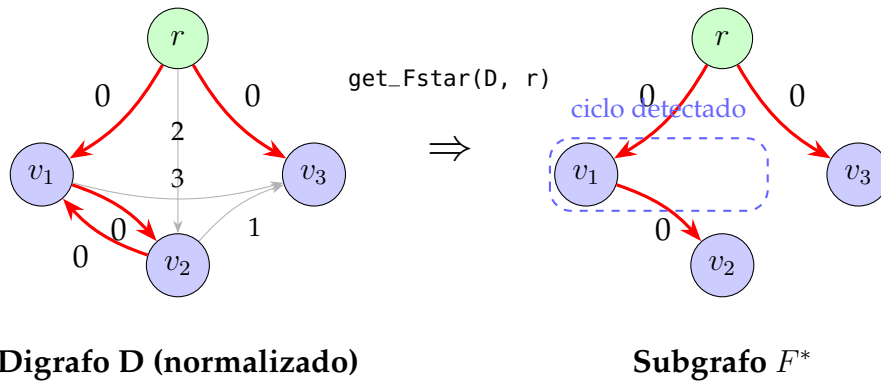 r
0
0
2
3
v1
v3
0
0
1
v2
Digrafo D (normalizado)
get_Fstar(D, r)
⇒
r
0
0
ciclo detectado
v1
v3
0
v2
Subgrafo F*